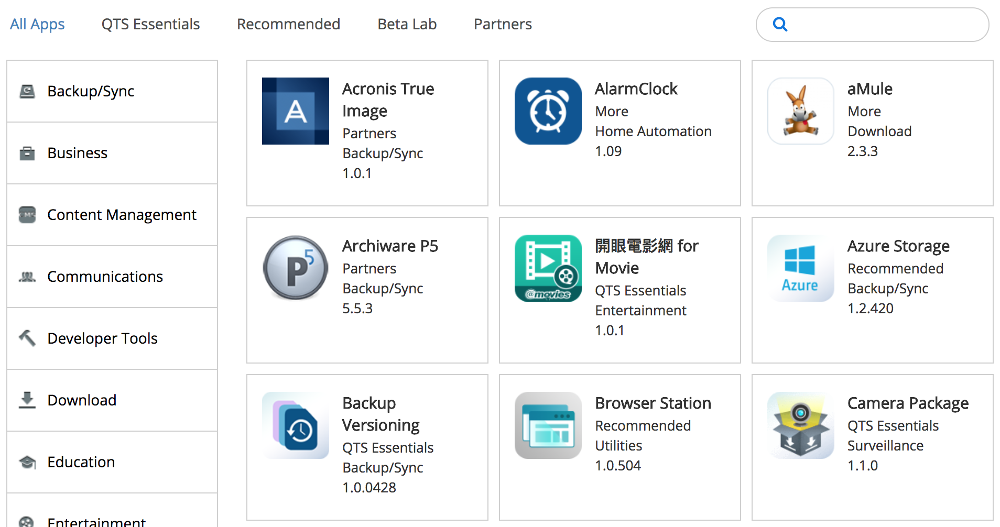 All Apps QTS Essentials Recommended Beta Lab Partners
Backup/Sync
Business
Content Management
CMS
Communications
Developer Tools
Download
Education
Entertainment
A
Acronis True
Image
Partners
Backup/Sync
1.0.1
AlarmClock
More
Home Automation
1.09
aMule
More
Download
2.3.3
P5
Archiware P5
Partners
Backup/Sync
5.5.3
@movies
開眼電影網 for
Movie
QTS Essentials
Entertainment
1.0.1
Azure
Azure Storage
Recommended
Backup/Sync
1.2.420
Backup
Versioning
QTS Essentials
Backup/Sync
1.0.0428
Browser Station
Recommended
Utilities
1.0.504
Camera Package
QTS Essentials
Surveillance
1.1.0